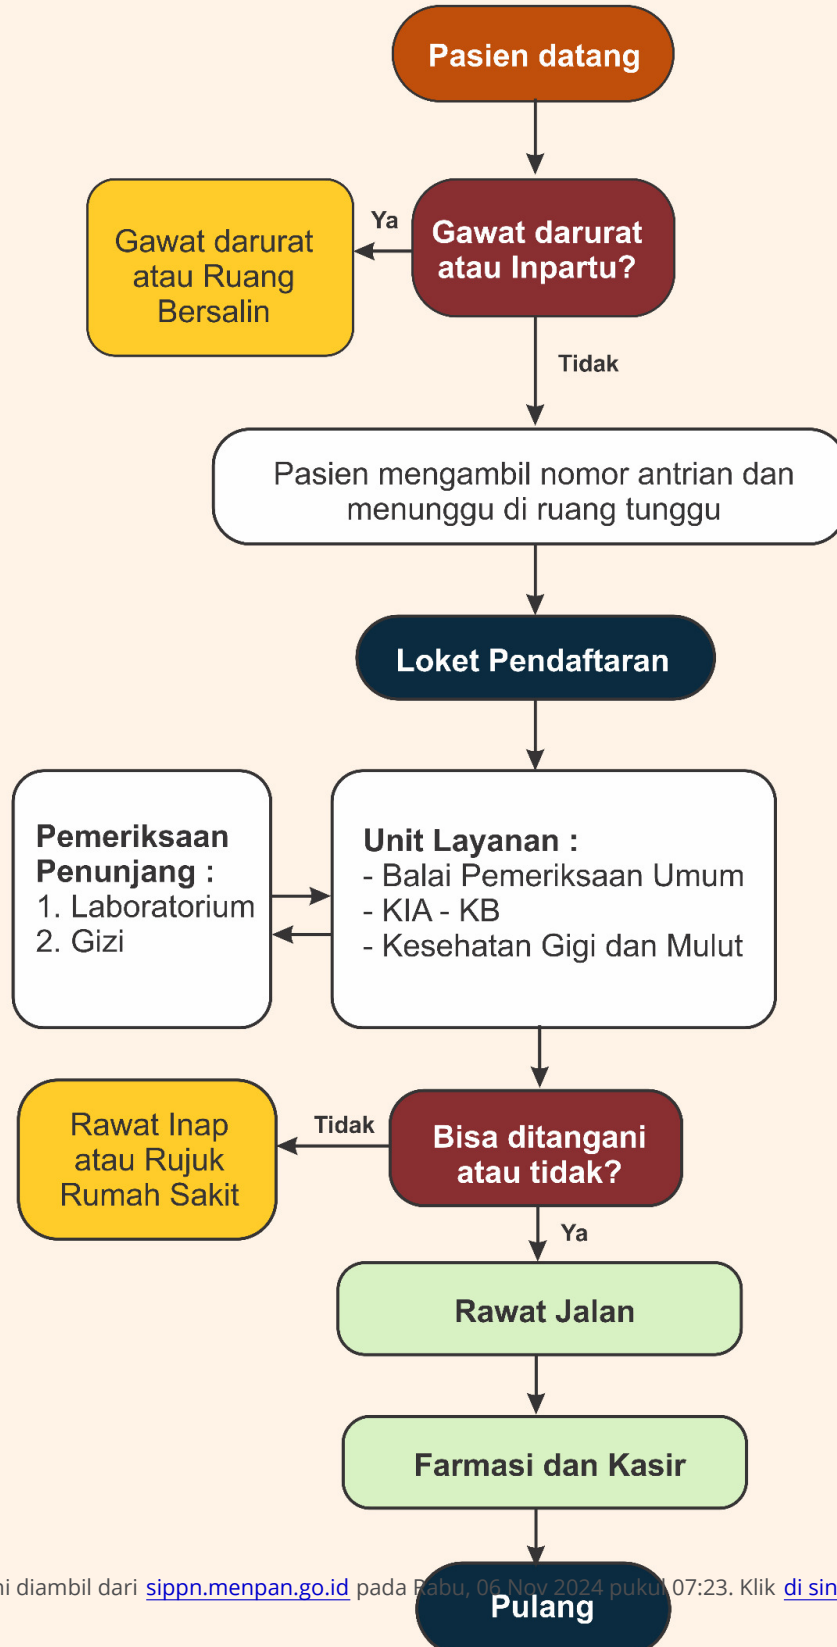 Pasien datang
Gawat darurat
atau Inpartu?
Ya
Gawat darurat
atau Ruang
Bersalin
Tidak
Pasien mengambil nomor antrian dan
menunggu di ruang tunggu
Loket Pendaftaran
Pemeriksaan
Penunjang :
1. Laboratorium
2. Gizi
Unit Layanan :
- Balai Pemeriksaan Umum
- KIA - KB
- Kesehatan Gigi dan Mulut
Bisa ditangani
atau tidak?
Tidak
Rawat Inap
atau Rujuk
Rumah Sakit
Ya
Rawat Jalan
Farmasi dan Kasir
diambil dari sippn.menpan.go.id pada Rabu, 06 Nov 2024 pukul 07:23. Klik di
Pulang